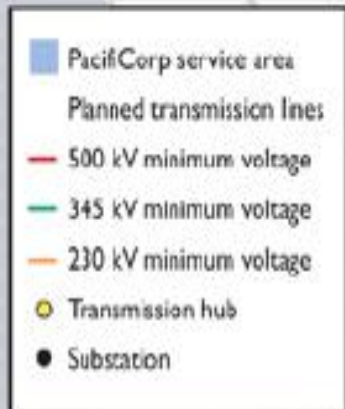 PacifiCorp service area
Planned transmission lines
500 kV minimum voltage
345 kV minimum voltage
230 kV minimum voltage
Transmission hub
Substation